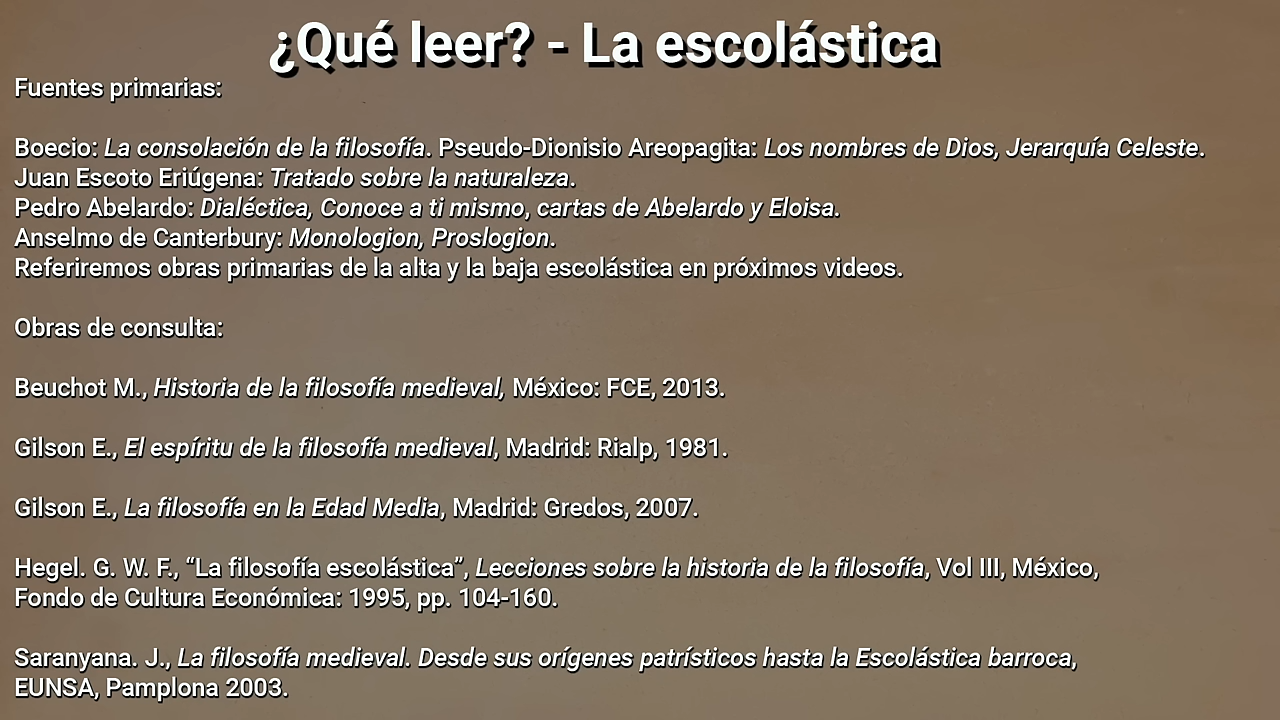 ¿Qué leer? - La escolástica
Fuentes primarias:
Boecio: La consolación de la filosofía. Pseudo-Dionisio Areopagita: Los nombres de Dios, Jerarquía Celeste.
Juan Escoto Eriúgena: Tratado sobre la naturaleza.
Pedro Abelardo: Dialéctica, Conoce a ti mismo, cartas de Abelardo y Eloisa.
Anselmo de Canterbury: Monologion, Proslogion.
Referiremos obras primarias de la alta y la baja escolástica en próximos videos.
Obras de consulta:
Beuchot M., Historia de la filosofía medieval, México: FCE, 2013.
Gilson E., El espíritu de la filosofía medieval, Madrid: Rialp, 1981.
Gilson E., La filosofía en la Edad Media, Madrid: Gredos, 2007.
Hegel. G. W. F., “La filosofía escolástica”, Lecciones sobre la historia de la filosofía, Vol III, México,
Fondo de Cultura Económica: 1995, pp. 104-160.
Saranyana. J., La filosofía medieval. Desde sus orígenes patrísticos hasta la Escolástica barroca,
EUNSA, Pamplona 2003.